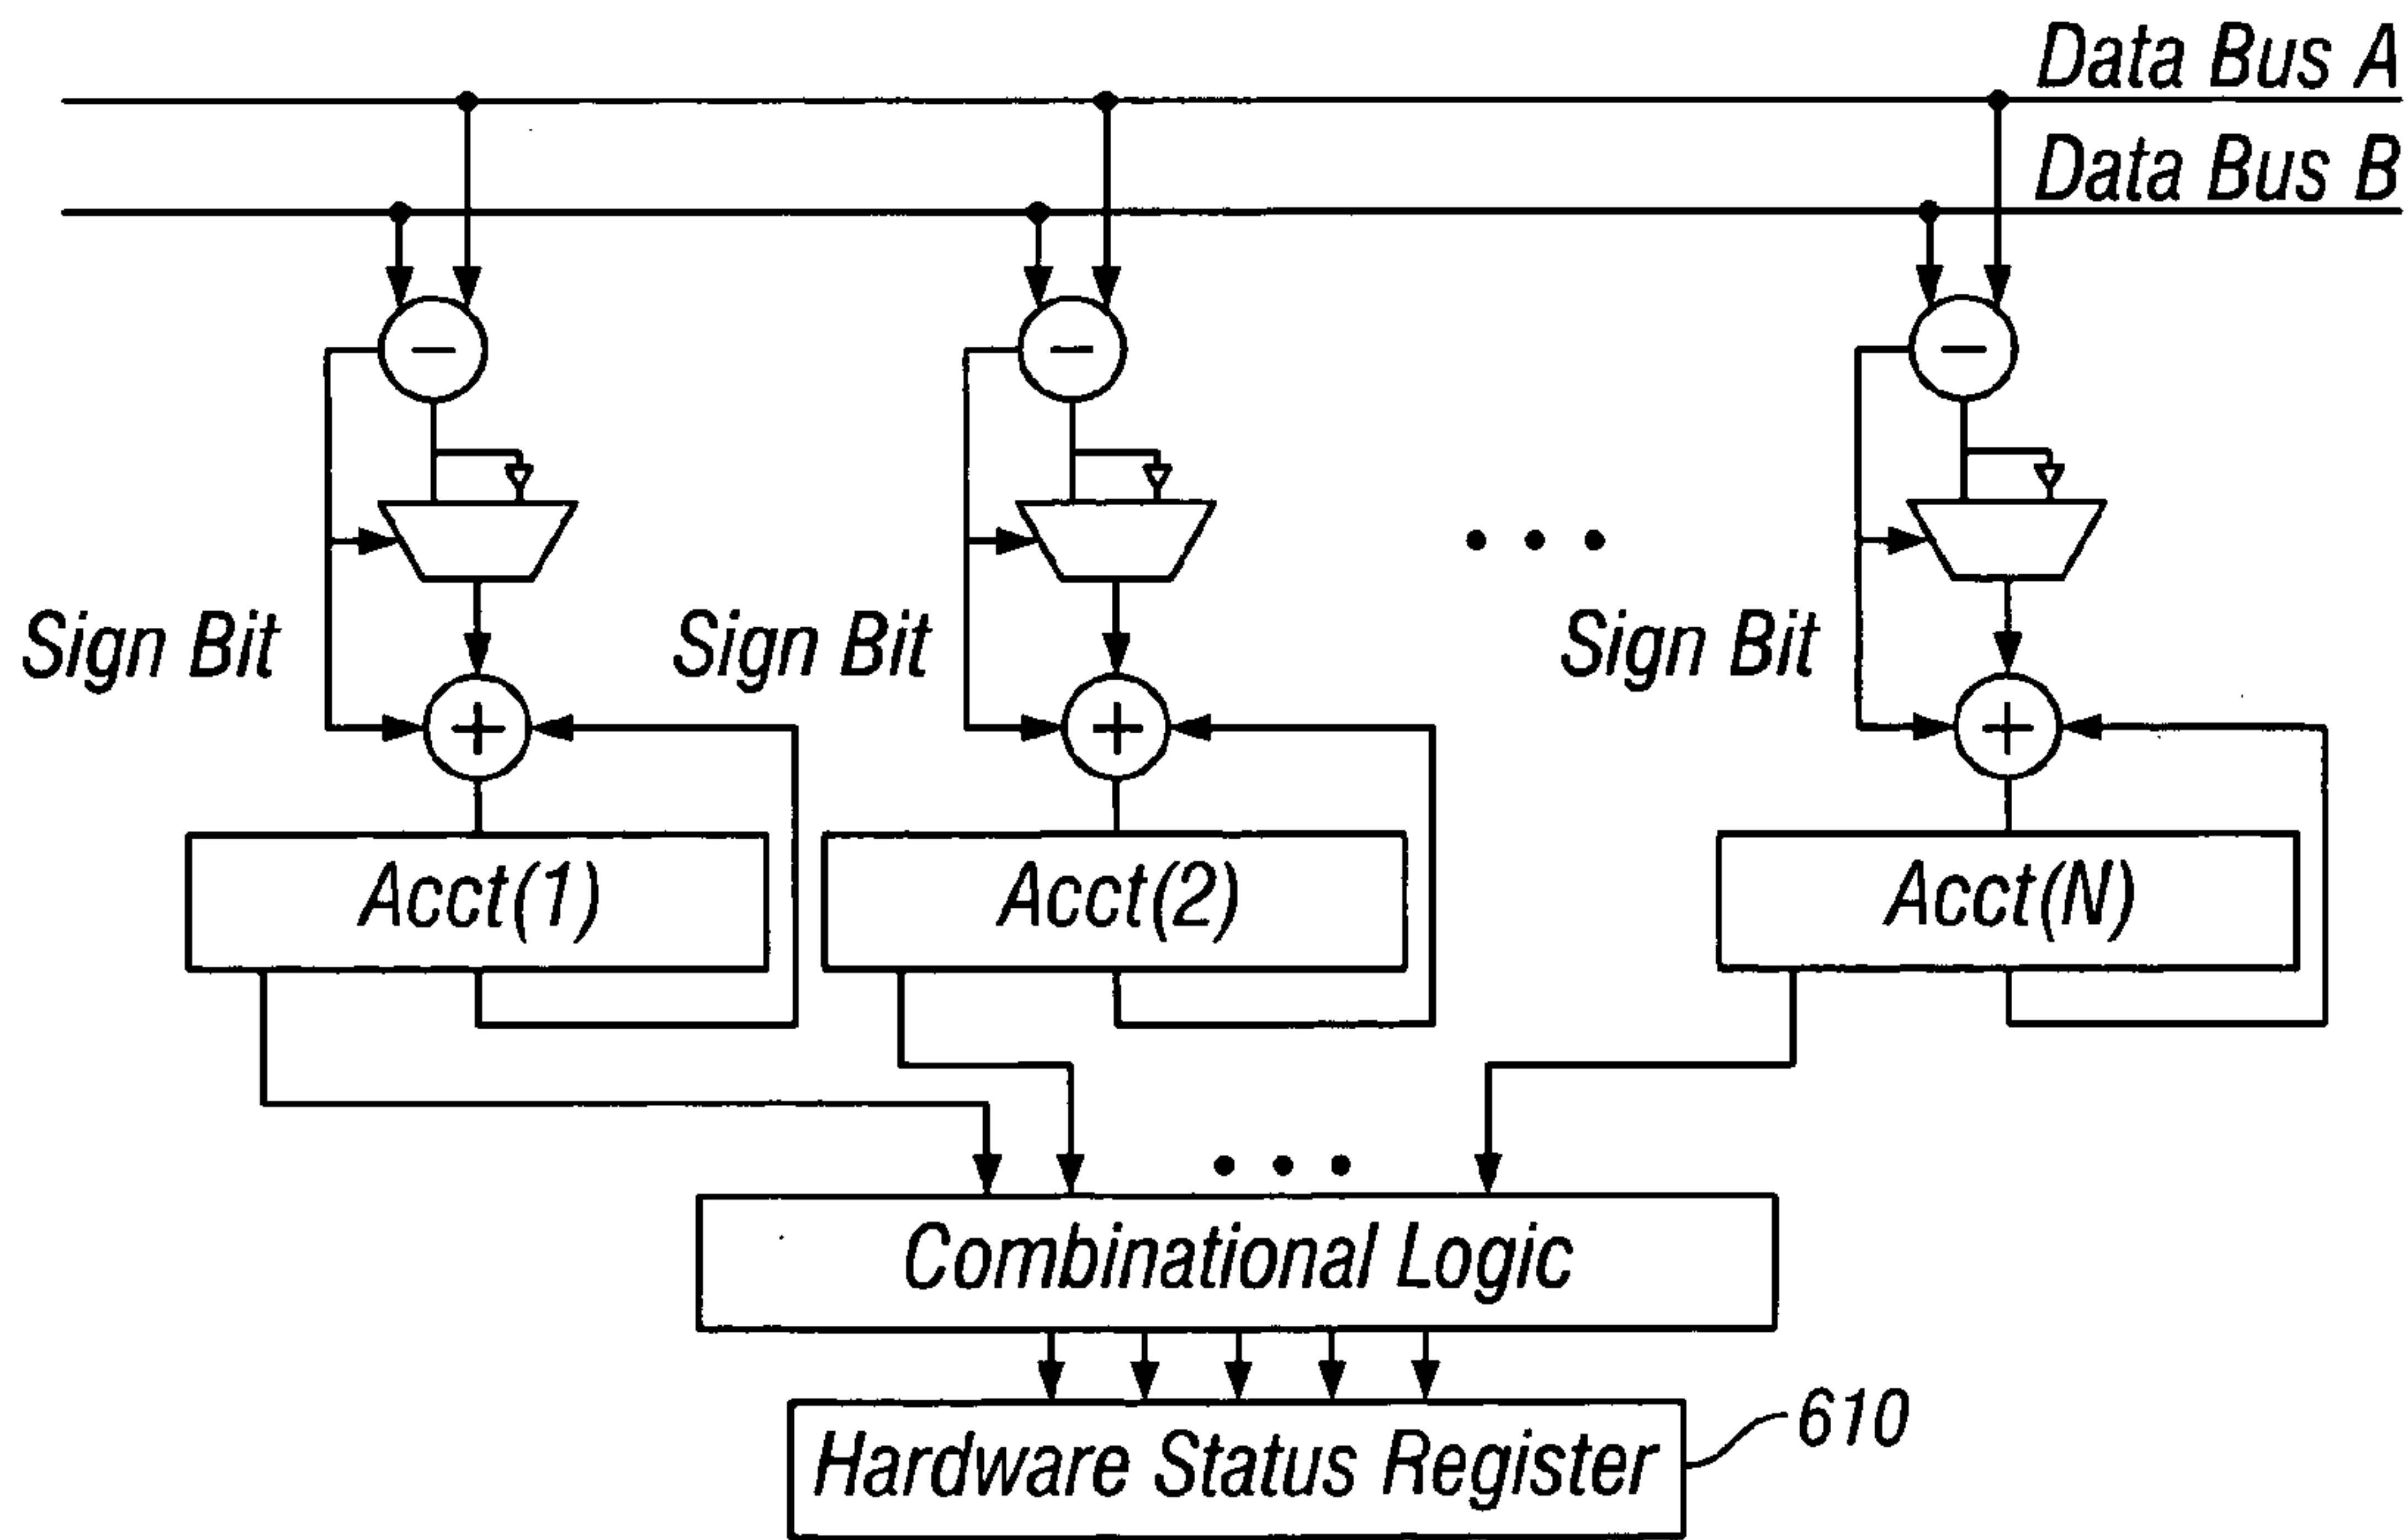 Data Bus A
Data Bus B
−
−
−
Sign Bit
Sign Bit
Sign Bit
+
+
+
Acct(1)
Acct(2)
Acct(N)
Combinational Logic
Hardware Status Register
610